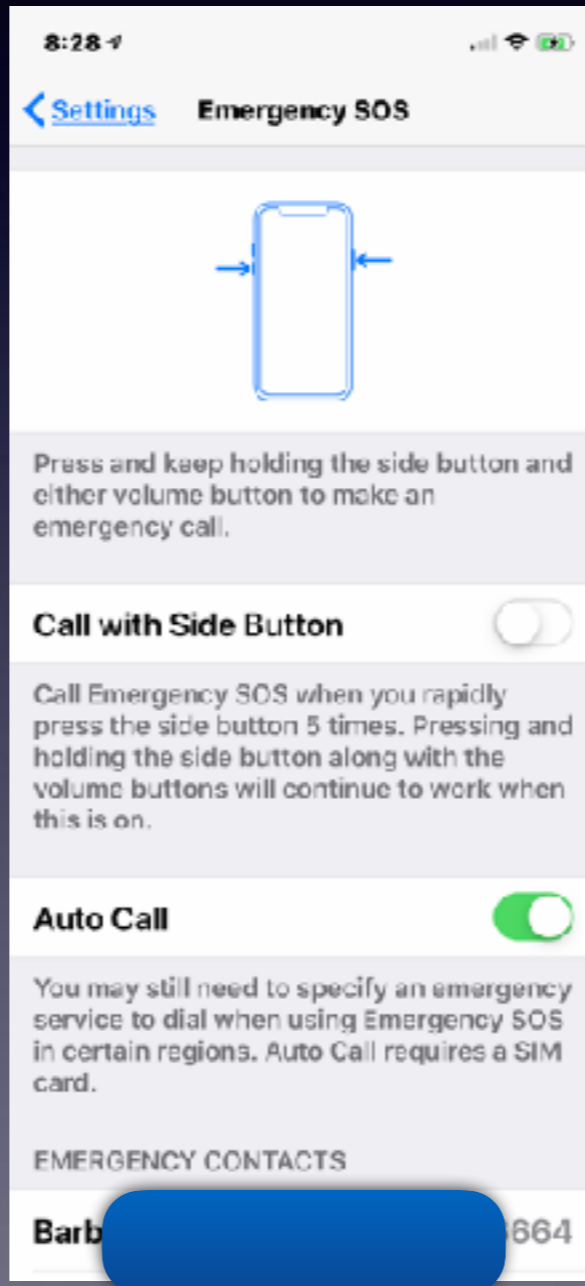 8:28
Settings Emergency SOS
Press and keep holding the side button and
either volume button to make an
emergency call.
Call with Side Button
Call Emergency SOS when you rapidly
press the side button 5 times. Pressing and
holding the side button along with the
volume buttons will continue to work when
this is on.
Auto Call
You may still need to specify an emergency
service to dial when using Emergency SOS
in certain regions. Auto Call requires a SIM
card.
EMERGENCY CONTACTS
Barb 664